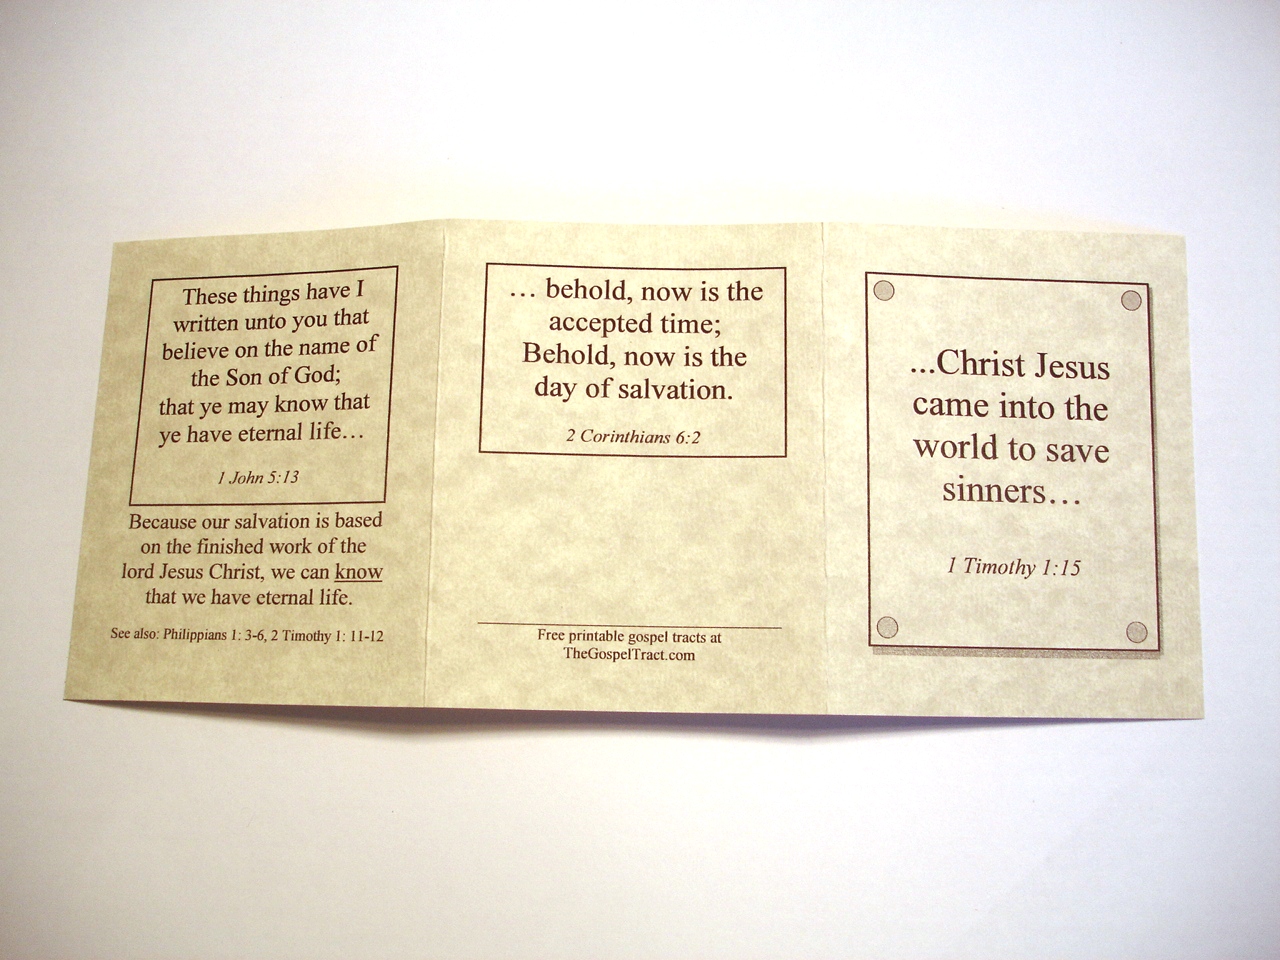 These things have I
written unto you that
believe on the name of
the Son of God;
that ye may know that
ye have eternal life…
1 John 5:13
Because our salvation is based
on the finished work of the
lord Jesus Christ, we can know
that we have eternal life.
See also: Philippians 1: 3-6, 2 Timothy 1: 11-12
… behold, now is the
accepted time;
Behold, now is the
day of salvation.
2 Corinthians 6:2
Free printable gospel tracts at
TheGospelTract.com
…Christ Jesus
came into the
world to save
sinners…
1 Timothy 1:15